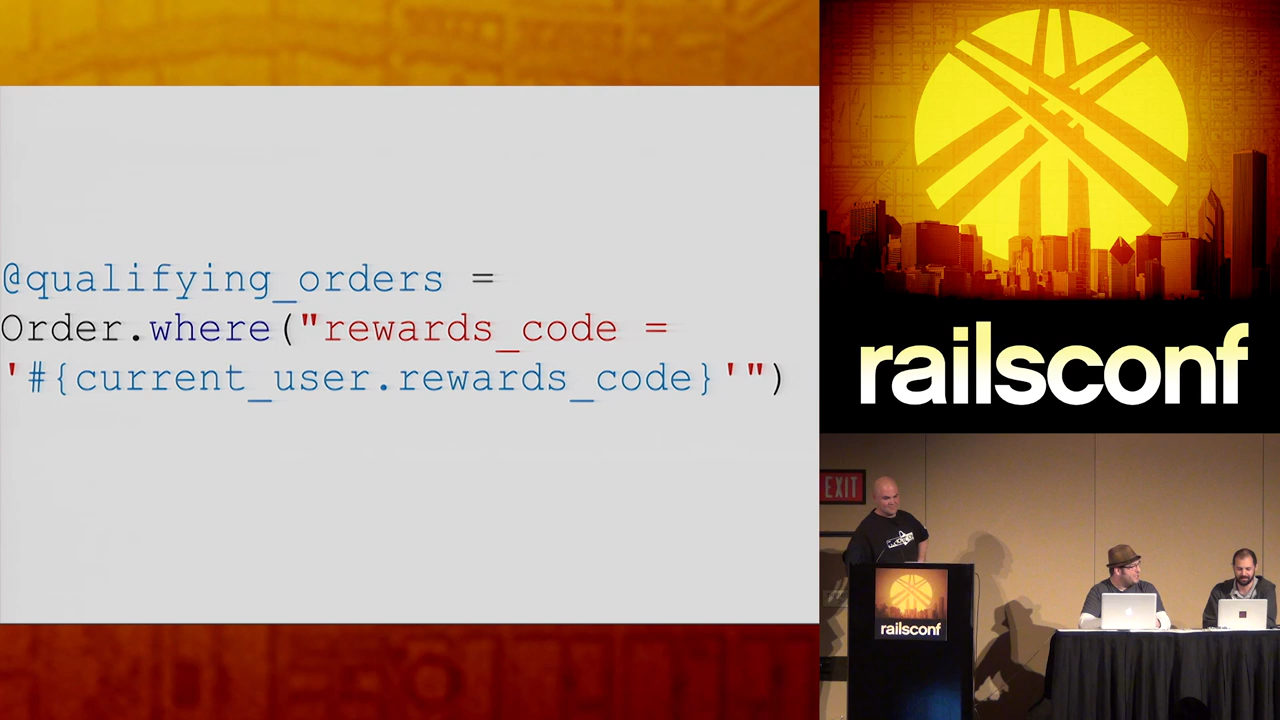 @qualifying_orders =
Order.where("rewards_code =
'#{current_user.rewards_code}'")
railsconf
EXIT
railsconf